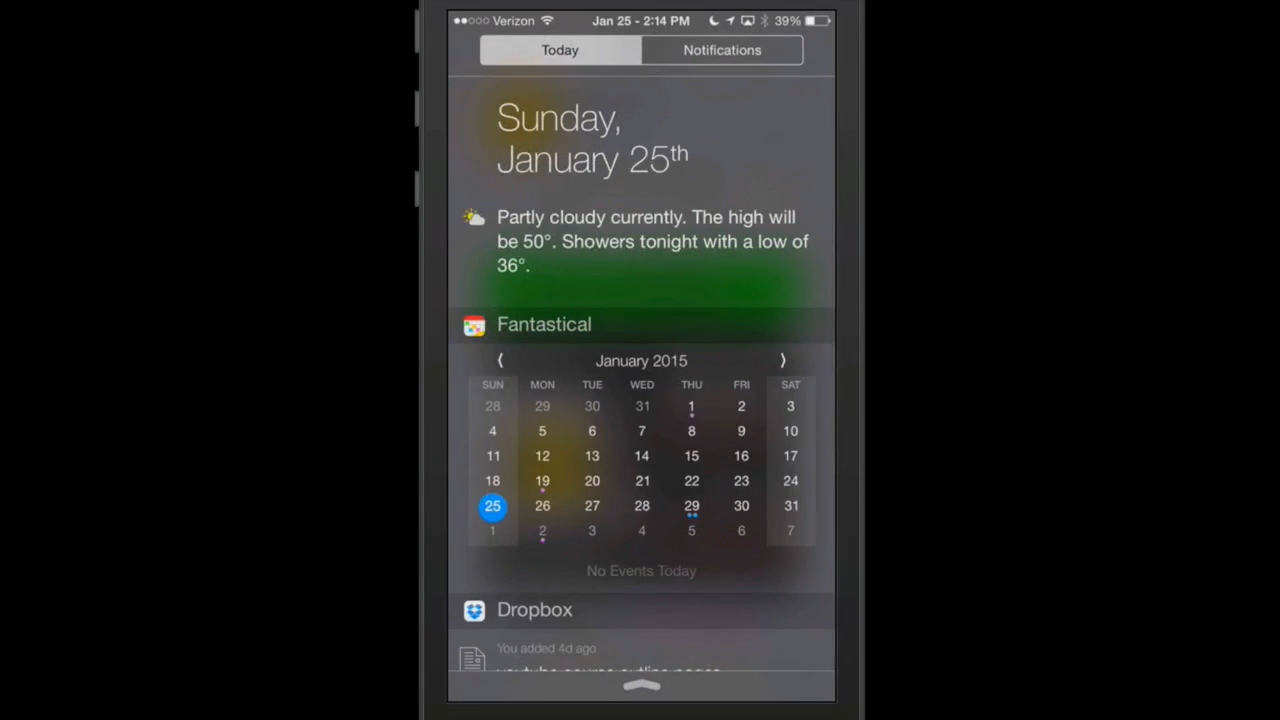 Verizon Jan 25 - 2:14 PM 39%
Today Notifications
Sunday,
January 25th
Partly cloudy currently. The high will
be 50°. Showers tonight with a low of
36°.
Fantastical
January 2015
SUN MON TUE WED THU FRI SAT
28 29 30 31 1 2 3
4 5 6 7 8 9 10
11 12 13 14 15 16 17
18 19 20 21 22 23 24
25 26 27 28 29 30 31
1 2 3 4 5 6 7
No Events Today
Dropbox
You added 4d ago
youtube course outline.pages